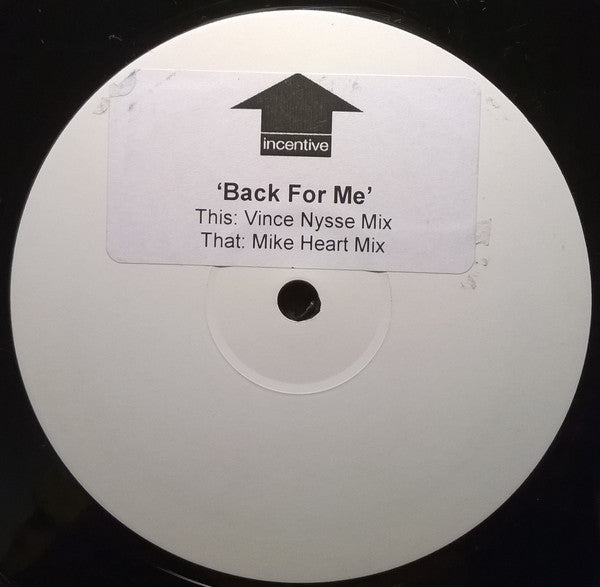 incentive
‘Back For Me’
This: Vince Nysse Mix
That: Mike Heart Mix